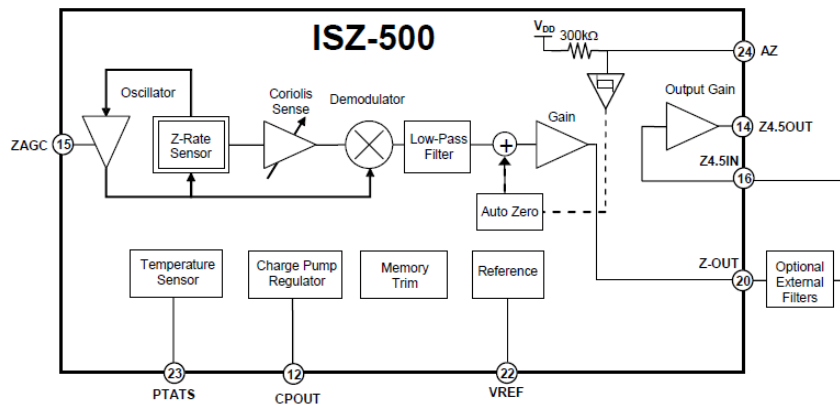 ISZ-500
VDD
300kΩ
24
AZ
Oscillator
Coriolis
Sense
Demodulator
Gain
Output Gain
ZAGC
15
Z-Rate
Sensor
Low-Pass
Filter
+
14
Z4.5OUT
Z4.5IN
16
Auto Zero
Temperature
Sensor
Charge Pump
Regulator
Memory
Trim
Reference
Z-OUT
20
Optional
External
Filters
23
12
22
PTATS
CPOUT
VREF